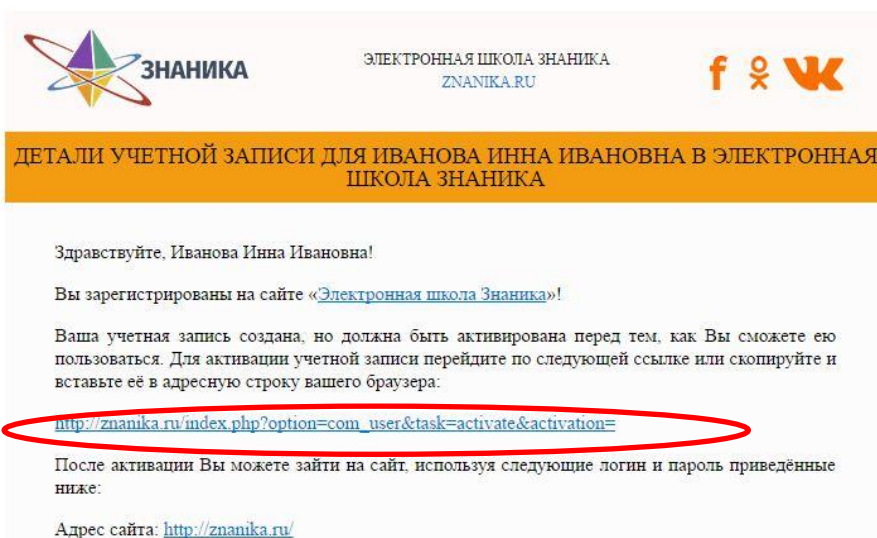 ЗНАНИКА
ЭЛЕКТРОННАЯ ШКОЛА ЗНАНИКА
ZNANIKA.RU
ДЕТАЛИ УЧЕТНОЙ ЗАПИСИ ДЛЯ ИВАНОВА ИННА ИВАНОВНА В ЭЛЕКТРОННАЯ
ШКОЛА ЗНАНИКА
Здравствуйте, Иванова Инна Ивановна!
Вы зарегистрированы на сайте «Электронная школа Знаника»!
Ваша учетная запись создана, но должна быть активирована перед тем, как Вы сможете ею
пользоваться. Для активации учетной записи перейдите по следующей ссылке или скопируйте и
вставьте её в адресную строку вашего браузера:
http://znanika.ru/index.php?option=com_user&task=activate&activation=
После активации Вы можете зайти на сайт, используя следующие логин и пароль приведённые
ниже:
Адрес сайта: http://znanika.ru/